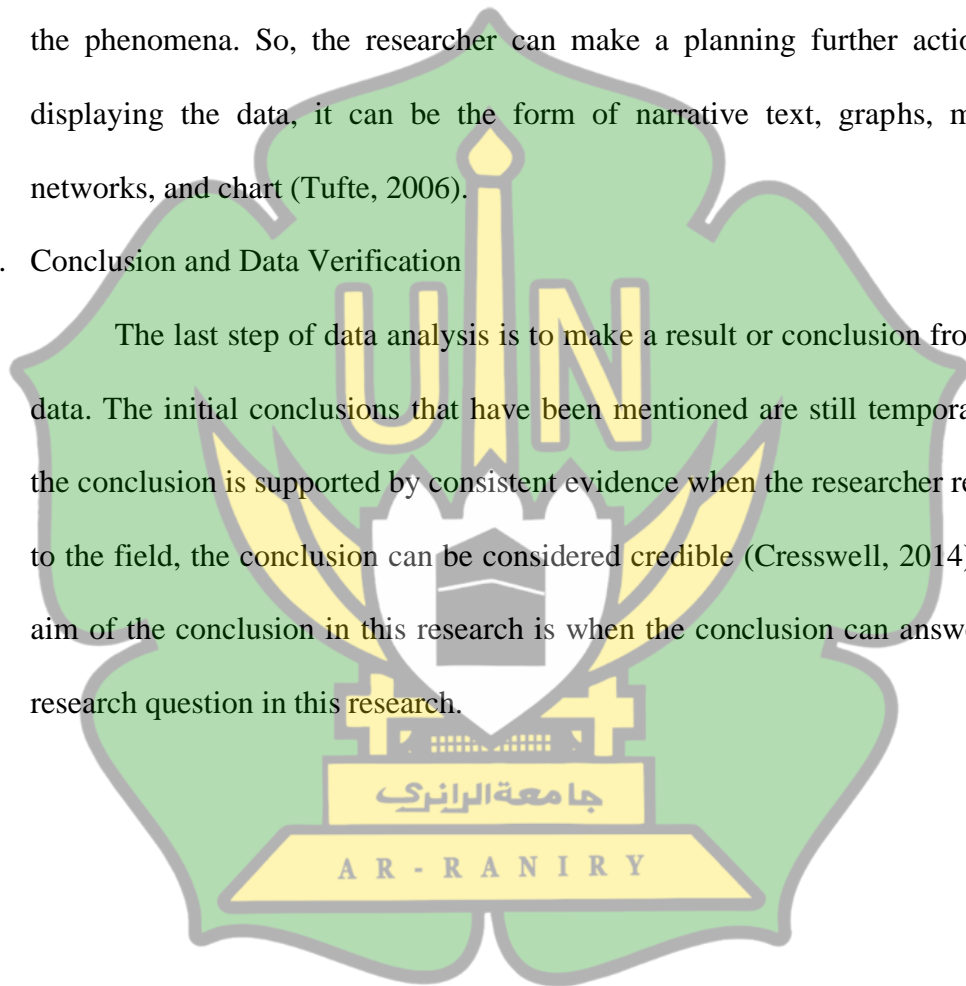 the phenomena. So, the researcher can make a planning further actio
displaying the data, it can be the form of narrative text, graphs, m
networks, and chart (Tufte, 2006).
. Conclusion and Data Verification
The last step of data analysis is to make a result or conclusion fro
data. The initial conclusions that have been mentioned are still tempora
the conclusion is supported by consistent evidence when the researcher re
to the field, the conclusion can be considered credible (Cresswell, 2014)
aim of the conclusion in this research is when the conclusion can answe
research question in this research.
UIN
جامعة الرانري
AR-RANIRY